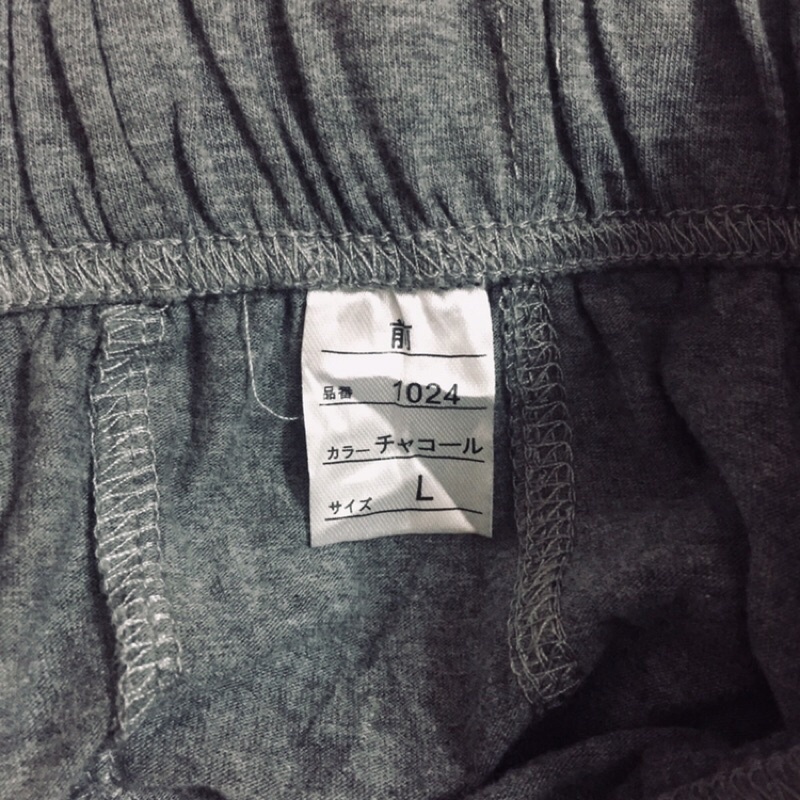 前
品番 1024
カラー チャコール
サイズ L